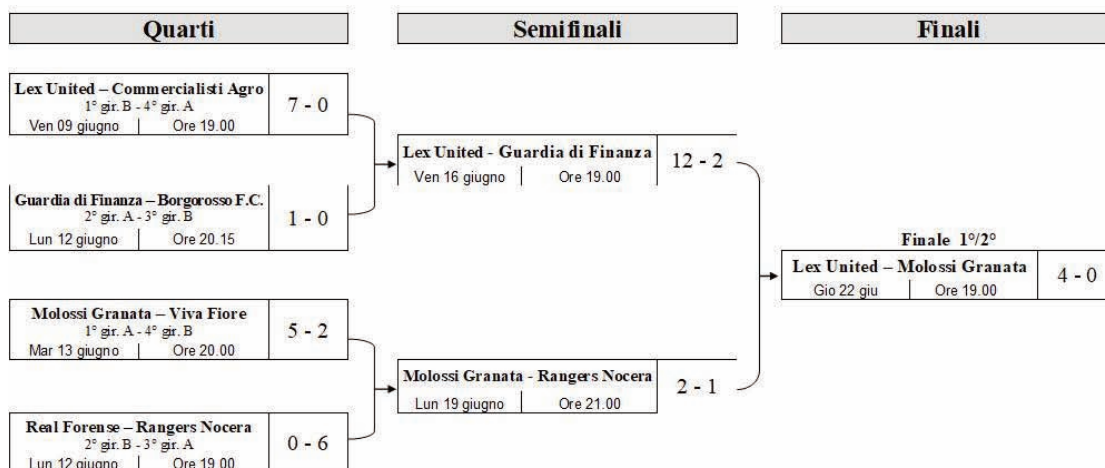 Quarti
Semifinali
Finali
Lex United – Commercialisti Agro
1° gir. B - 4° gir. A
Ven 09 giugno Ore 19.00
7 - 0
Guardia di Finanza – Borgorosso F.C.
2° gir. A - 3° gir. B
Lun 12 giugno Ore 20.15
1 - 0
Molossi Granata – Viva Fiore
1° gir. A - 4° gir. B
Mar 13 giugno Ore 20.00
5 - 2
Real Forense – Rangers Nocera
2° gir. B - 3° gir. A
Lun 12 giugno Ore 19.00
0 - 6
Lex United - Guardia di Finanza
Ven 16 giugno Ore 19.00
12 - 2
Molossi Granata - Rangers Nocera
Lun 19 giugno Ore 21.00
2 - 1
Finale 1°/2°
Lex United – Molossi Granata
Gio 22 giu Ore 19.00
4 - 0